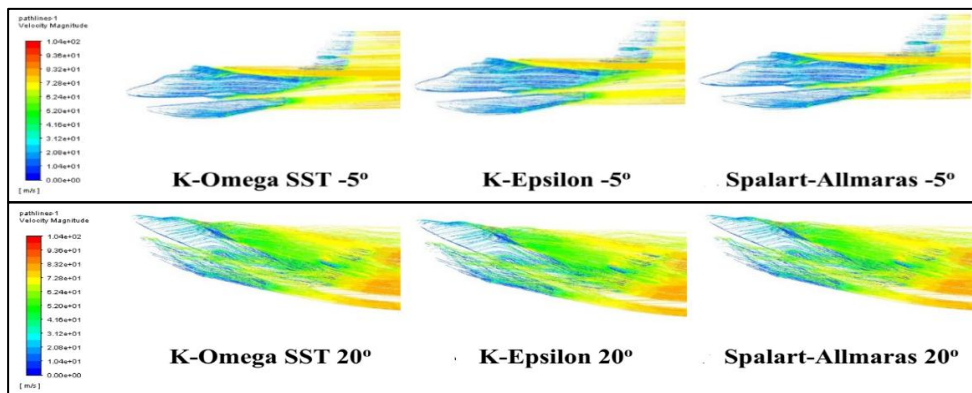 pathlines-1
Velocity Magnitude
1.04e+02
9.36e+01
8.32e+01
7.28e+01
6.24e+01
5.20e+01
4.16e+01
3.12e+01
2.08e+01
1.04e+01
0.00e+00
[ m/s ]
K-Omega SST -5º
K-Epsilon -5º
Spalart-Allmaras -5º
pathlines-1
Velocity Magnitude
1.04e+02
9.36e+01
8.32e+01
7.28e+01
6.24e+01
5.20e+01
4.16e+01
3.12e+01
2.08e+01
1.04e+01
0.00e+00
[ m/s ]
K-Omega SST 20º
K-Epsilon 20º
Spalart-Allmaras 20º